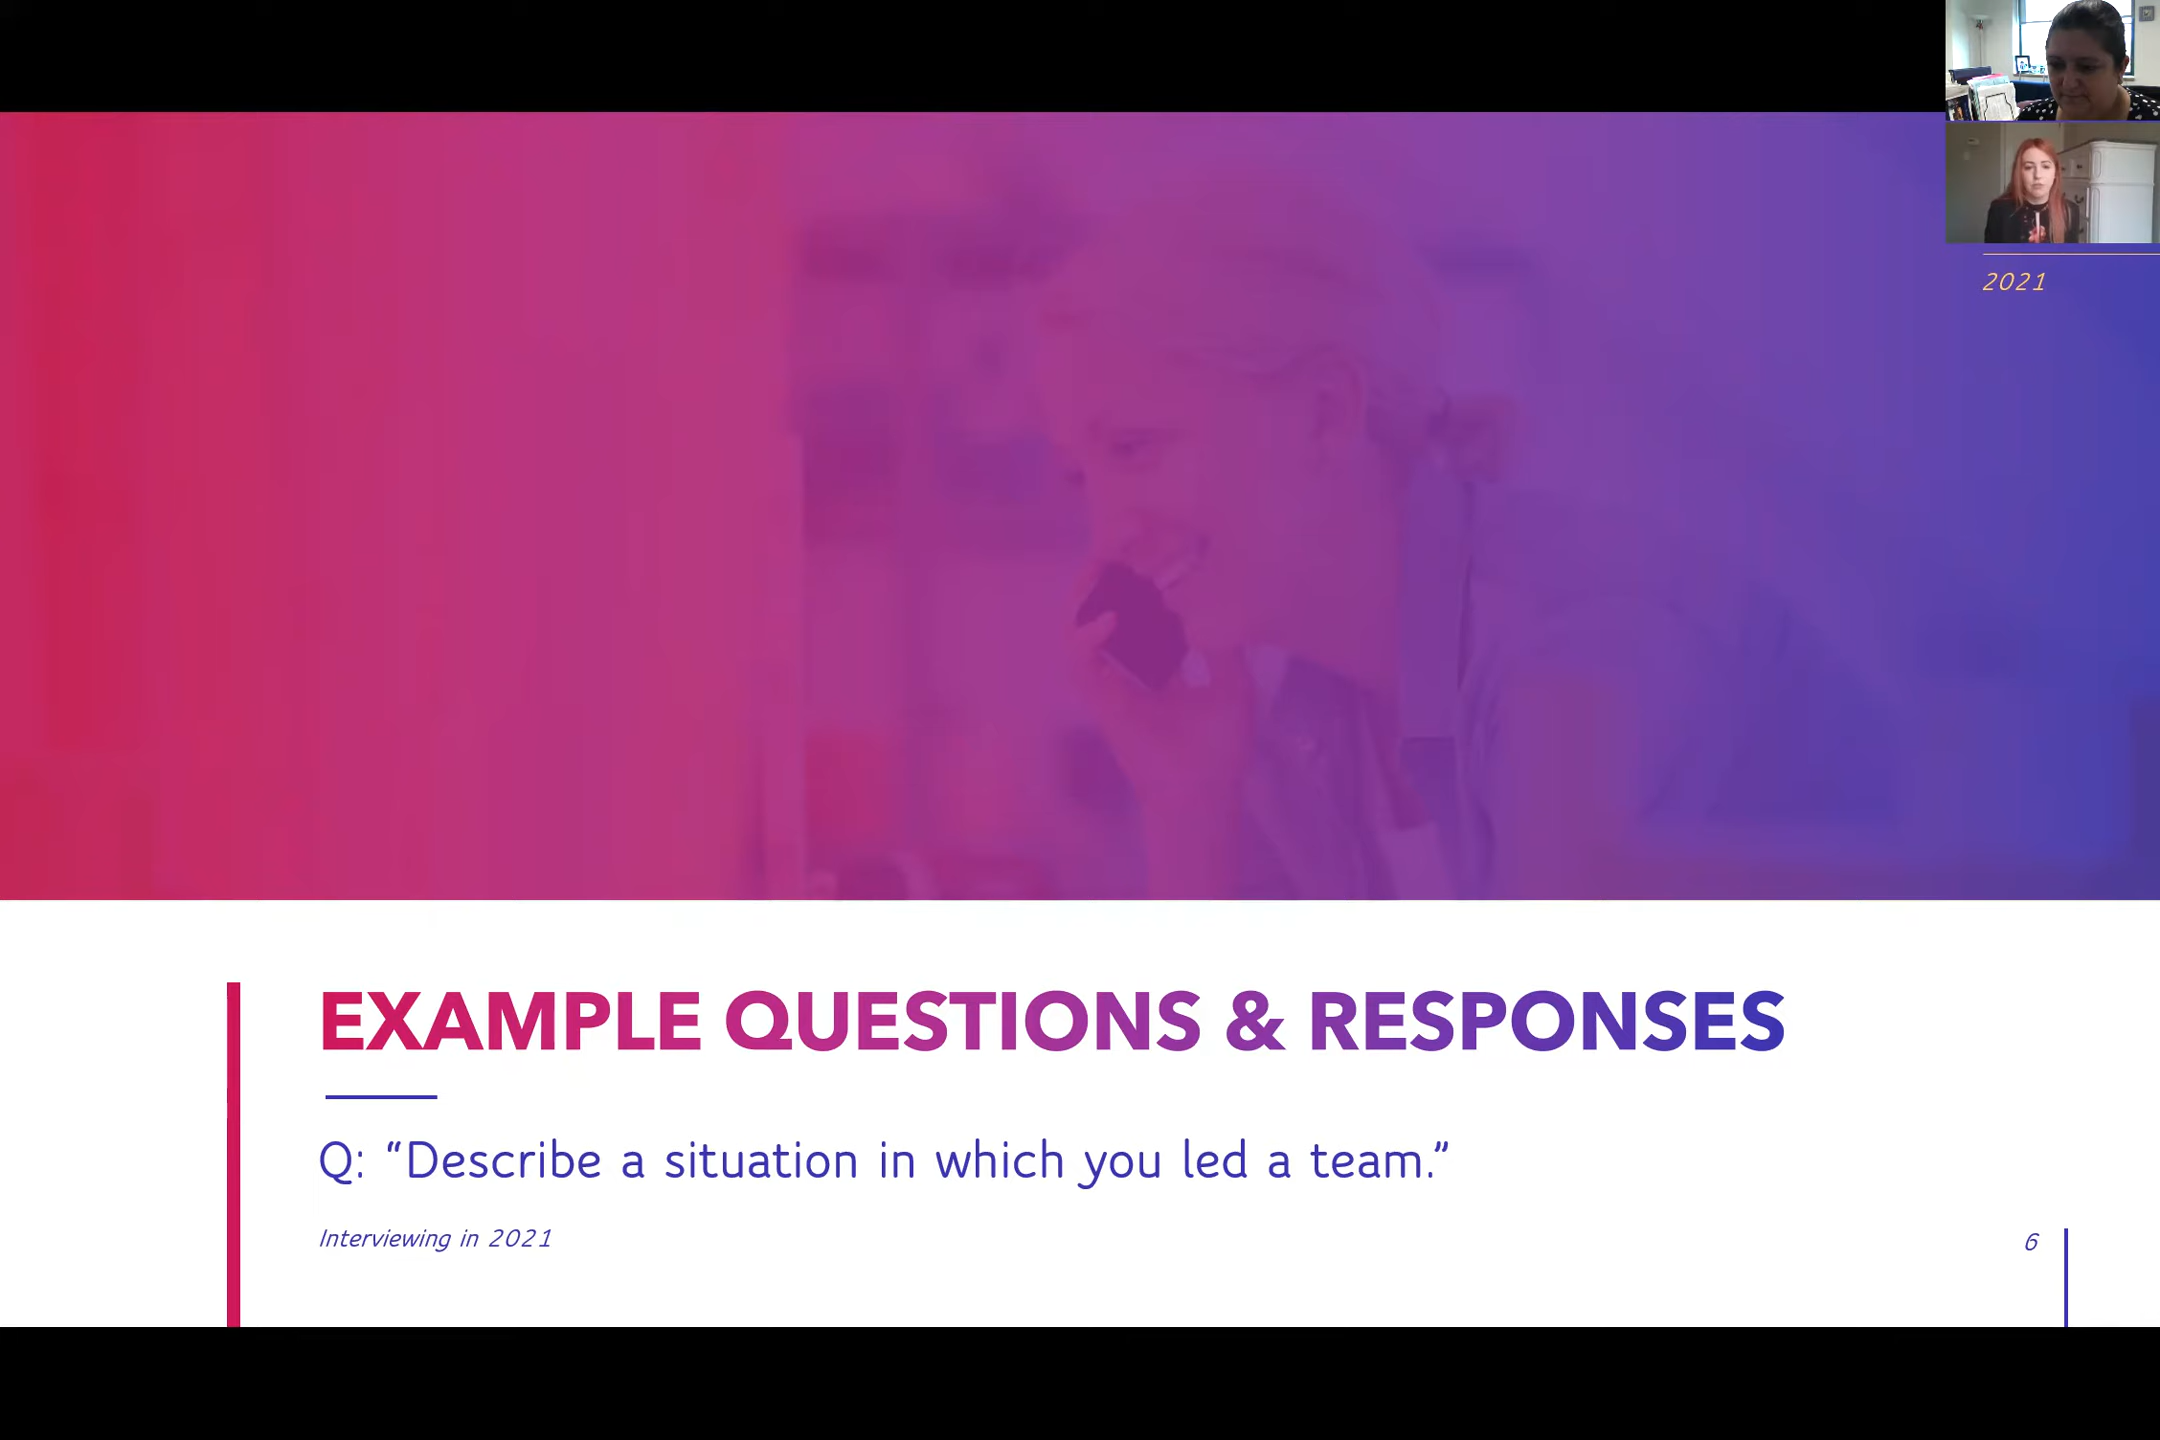 2021
EXAMPLE QUESTIONS & RESPONSES
Q: “Describe a situation in which you led a team.”
Interviewing in 2021
6